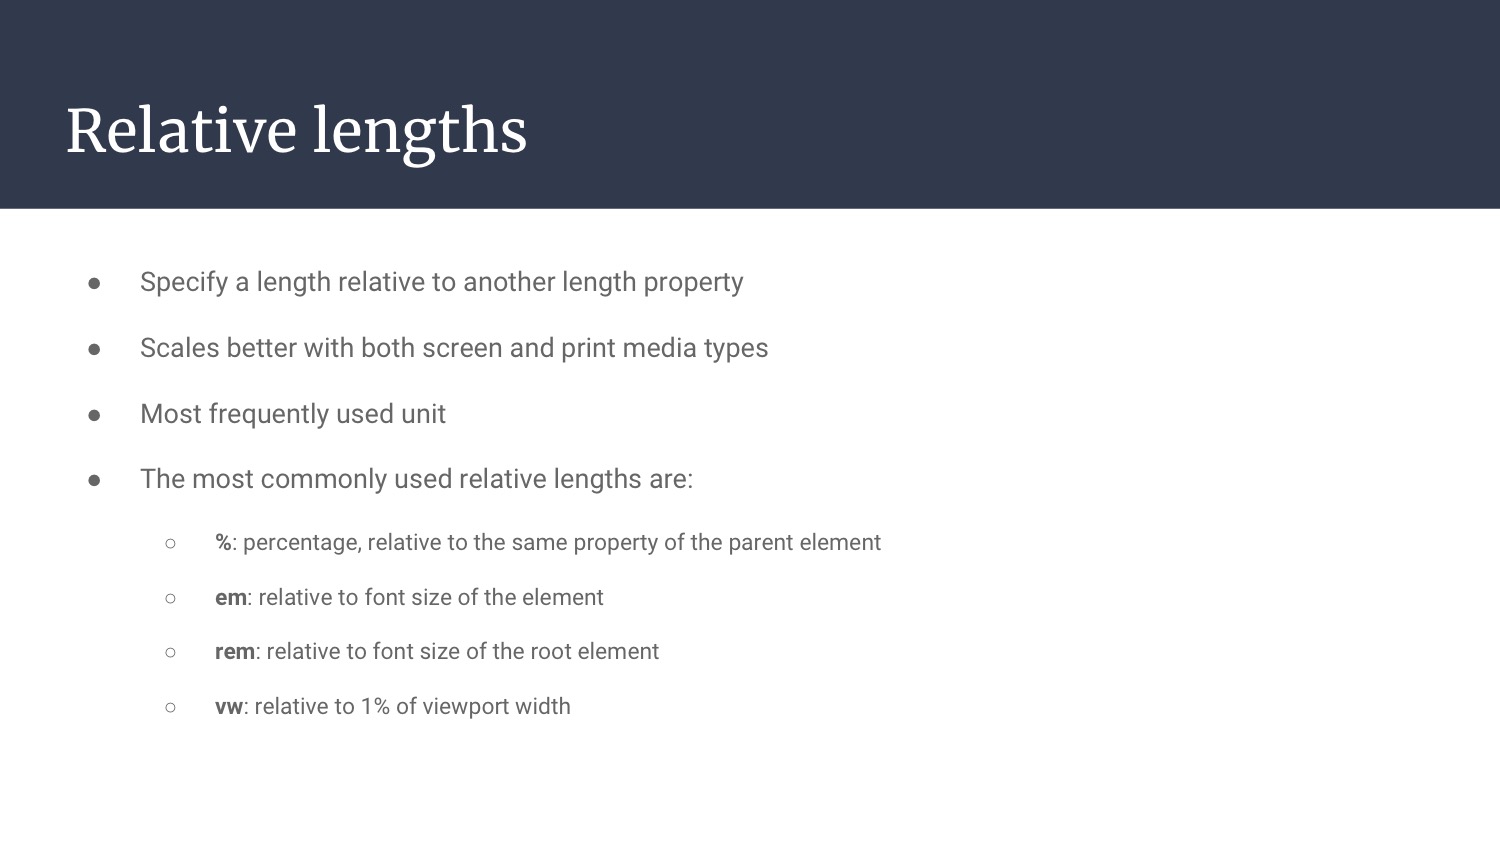 Relative lengths
● Specify a length relative to another length property
● Scales better with both screen and print media types
● Most frequently used unit
● The most commonly used relative lengths are:
○ %: percentage, relative to the same property of the parent element
○ em: relative to font size of the element
○ rem: relative to font size of the root element
○ vw: relative to 1% of viewport width